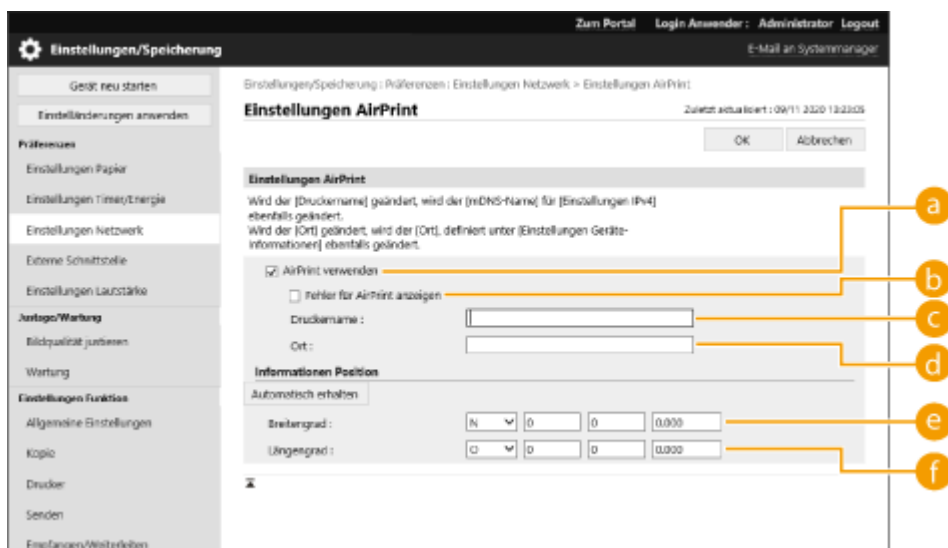 Zum Portal Login Anwender : Administrator Logout
Einstellungen/Speicherung
E-Mail an Systemmanager
Gerät neu starten
Einstelländerungen anwenden
Präferenzen
Einstellungen Papier
Einstellungen Timer/Energie
Einstellungen Netzwerk
Externe Schnittstelle
Einstellungen Lautstärke
Justage/Wartung
Bildqualität justieren
Wartung
Einstellungen Funktion
Allgemeine Einstellungen
Kopie
Drucker
Senden
Empfangen/Weiterleiten
Einstellungen/Speicherung : Präferenzen : Einstellungen Netzwerk > Einstellungen AirPrint
Einstellungen AirPrint
Zuletzt aktualisiert : 09/11 2020 13:23:05
OK Abbrechen
Einstellungen AirPrint
Wird der [Druckername] geändert, wird der [mDNS-Name] für [Einstellungen IPv4]
ebenfalls geändert.
Wird der [Ort] geändert, wird der [Ort], definiert unter [Einstellungen Geräte-
Informationen] ebenfalls geändert.
AirPrint verwenden
Fehler für AirPrint anzeigen
Druckername :
Ort :
Informationen Position
Automatisch erhalten
Breitengrad : N 0 0 0.000
Längengrad : O 0 0 0.000
a
b
c
d
e
f